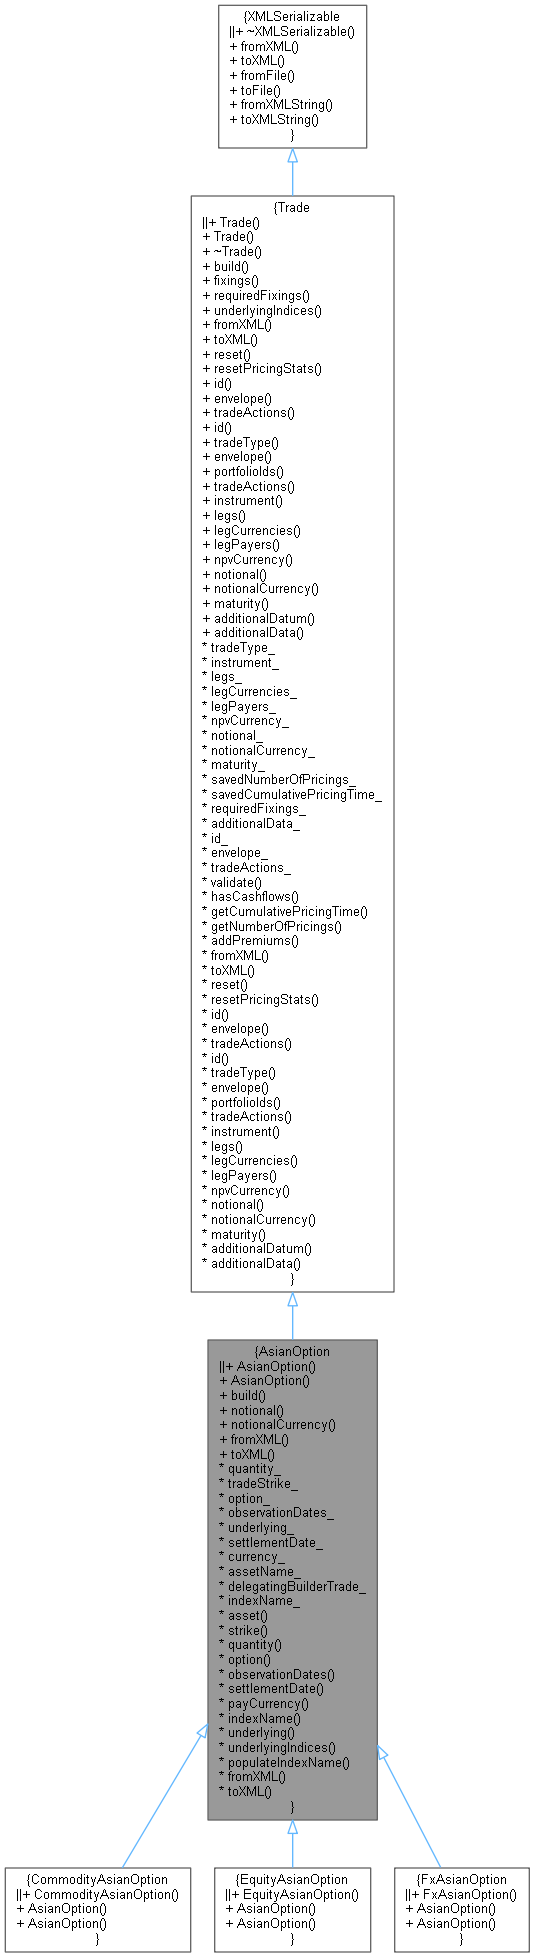 {XMLSerializable
||+ ~XMLSerializable()
+ fromXML()
+ toXML()
+ fromFile()
+ toFile()
+ fromXMLString()
+ toXMLString()
}
{Trade
||+ Trade()
+ Trade()
+ ~Trade()
+ build()
+ fixings()
+ requiredFixings()
+ underlyingIndices()
+ fromXML()
+ toXML()
+ reset()
+ resetPricingStats()
+ id()
+ envelope()
+ tradeActions()
+ id()
+ tradeType()
+ envelope()
+ portfolioIds()
+ tradeActions()
+ instrument()
+ legs()
+ legCurrencies()
+ legPayers()
+ npvCurrency()
+ notional()
+ notionalCurrency()
+ maturity()
+ additionalDatum()
+ additionalData()
* tradeType_
* instrument_
* legs_
* legCurrencies_
* legPayers_
* npvCurrency_
* notional_
* notionalCurrency_
* maturity_
* savedNumberOfPricings_
* savedCumulativePricingTime_
* requiredFixings_
* additionalData_
* id_
* envelope_
* tradeActions_
* validate()
* hasCashflows()
* getCumulativePricingTime()
* getNumberOfPricings()
* addPremiums()
* fromXML()
* toXML()
* reset()
* resetPricingStats()
* id()
* envelope()
* tradeActions()
* id()
* tradeType()
* envelope()
* portfolioIds()
* tradeActions()
* instrument()
* legs()
* legCurrencies()
* legPayers()
* npvCurrency()
* notional()
* notionalCurrency()
* maturity()
* additionalDatum()
* additionalData()
}
{AsianOption
||+ AsianOption()
+ AsianOption()
+ build()
+ notional()
+ notionalCurrency()
+ fromXML()
+ toXML()
* quantity_
* tradeStrike_
* option_
* observationDates_
* underlying_
* settlementDate_
* currency_
* assetName_
* delegatingBuilderTrade_
* indexName_
* asset()
* strike()
* quantity()
* option()
* observationDates()
* settlementDate()
* payCurrency()
* indexName()
* underlying()
* underlyingIndices()
* populateIndexName()
* fromXML()
* toXML()
}
{CommodityAsianOption
||+ CommodityAsianOption()
+ AsianOption()
+ AsianOption()
}
{EquityAsianOption
||+ EquityAsianOption()
+ AsianOption()
+ AsianOption()
}
{FxAsianOption
||+ FxAsianOption()
+ AsianOption()
+ AsianOption()
}